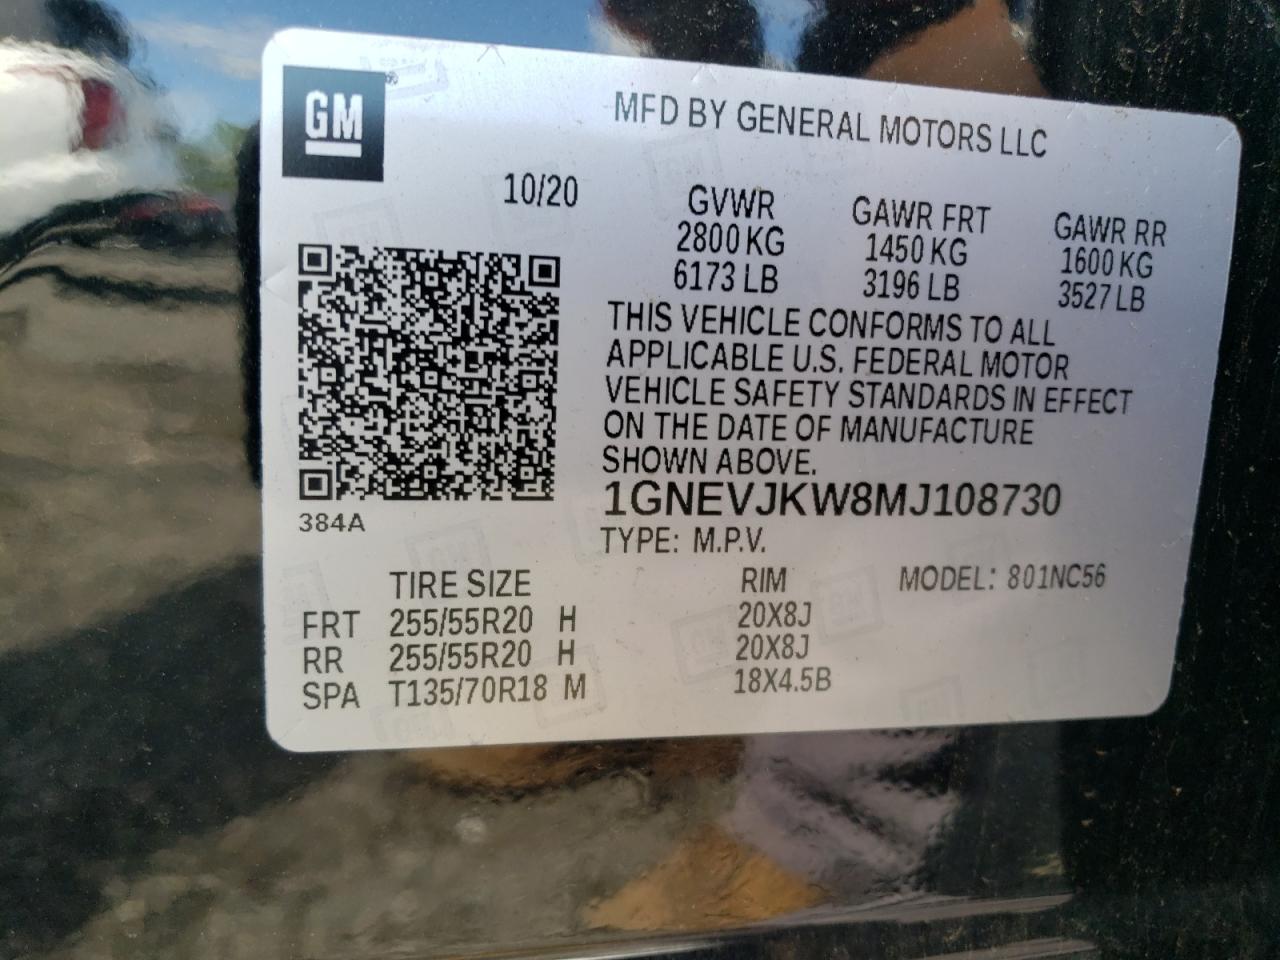 GM
MFD BY GENERAL MOTORS LLC
10/20
GVWR GAWR FRT GAWR RR
2800 KG 1450 KG 1600 KG
6173 LB 3196 LB 3527 LB
THIS VEHICLE CONFORMS TO ALL
APPLICABLE U.S. FEDERAL MOTOR
VEHICLE SAFETY STANDARDS IN EFFECT
ON THE DATE OF MANUFACTURE
SHOWN ABOVE.
1GNEVJKW8MJ108730
384A
TYPE: M.P.V.
TIRE SIZE RIM MODEL: 801NC56
FRT 255/55R20 H 20X8J
RR 255/55R20 H 20X8J
SPA T135/70R18 M 18X4.5B